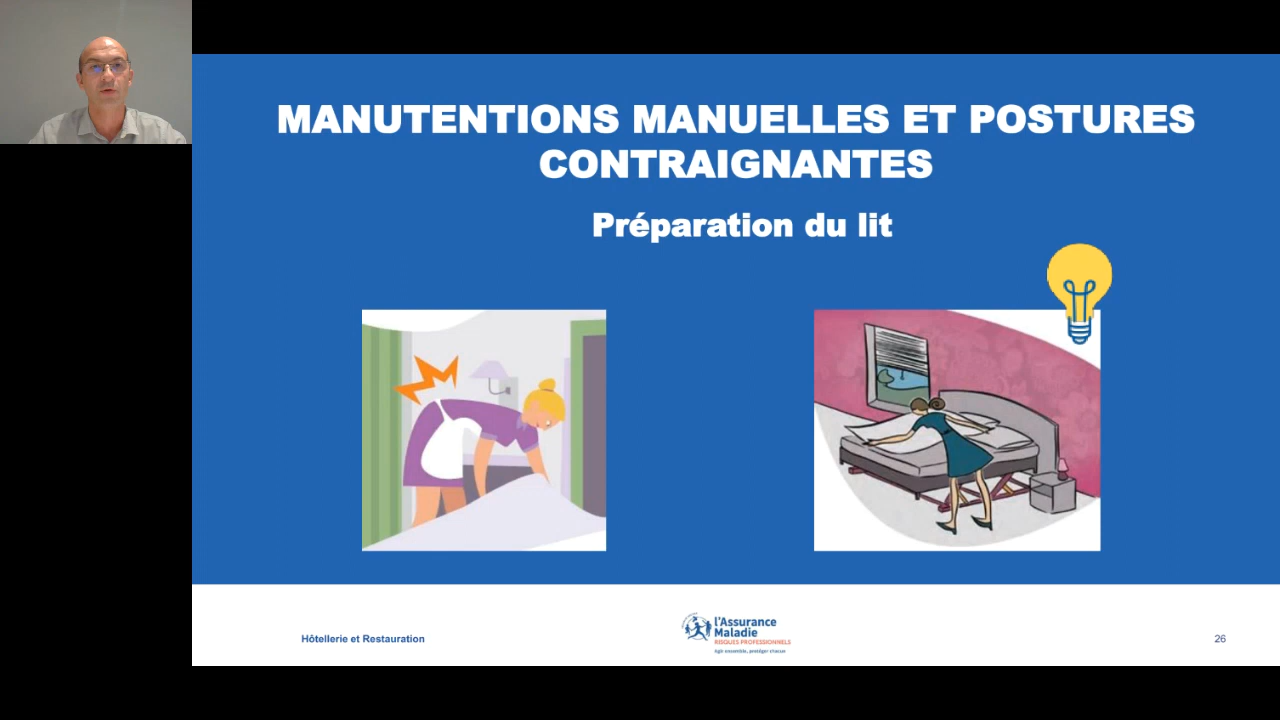 MANUTENTIONS MANUELLES ET POSTURES
CONTRAIGNANTES
Préparation du lit
Hôtellerie et Restauration
l'Assurance
Maladie
RISQUES PROFESSIONNELS
Agir ensemble, protéger chacun
26